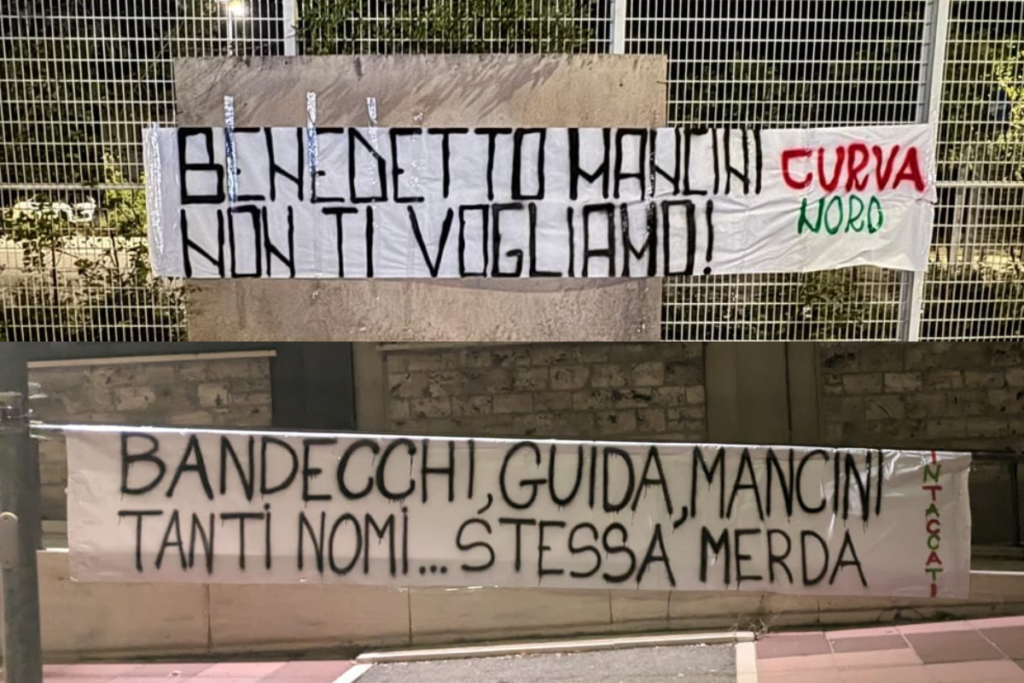 BENEDETTO MANCINI
NON TI VOGLIAMO!
CURVA
NORD
BANDECCHI, GUIDA, MANCINI
TANTI NOMI... STESSA MERDA
INTACCATI